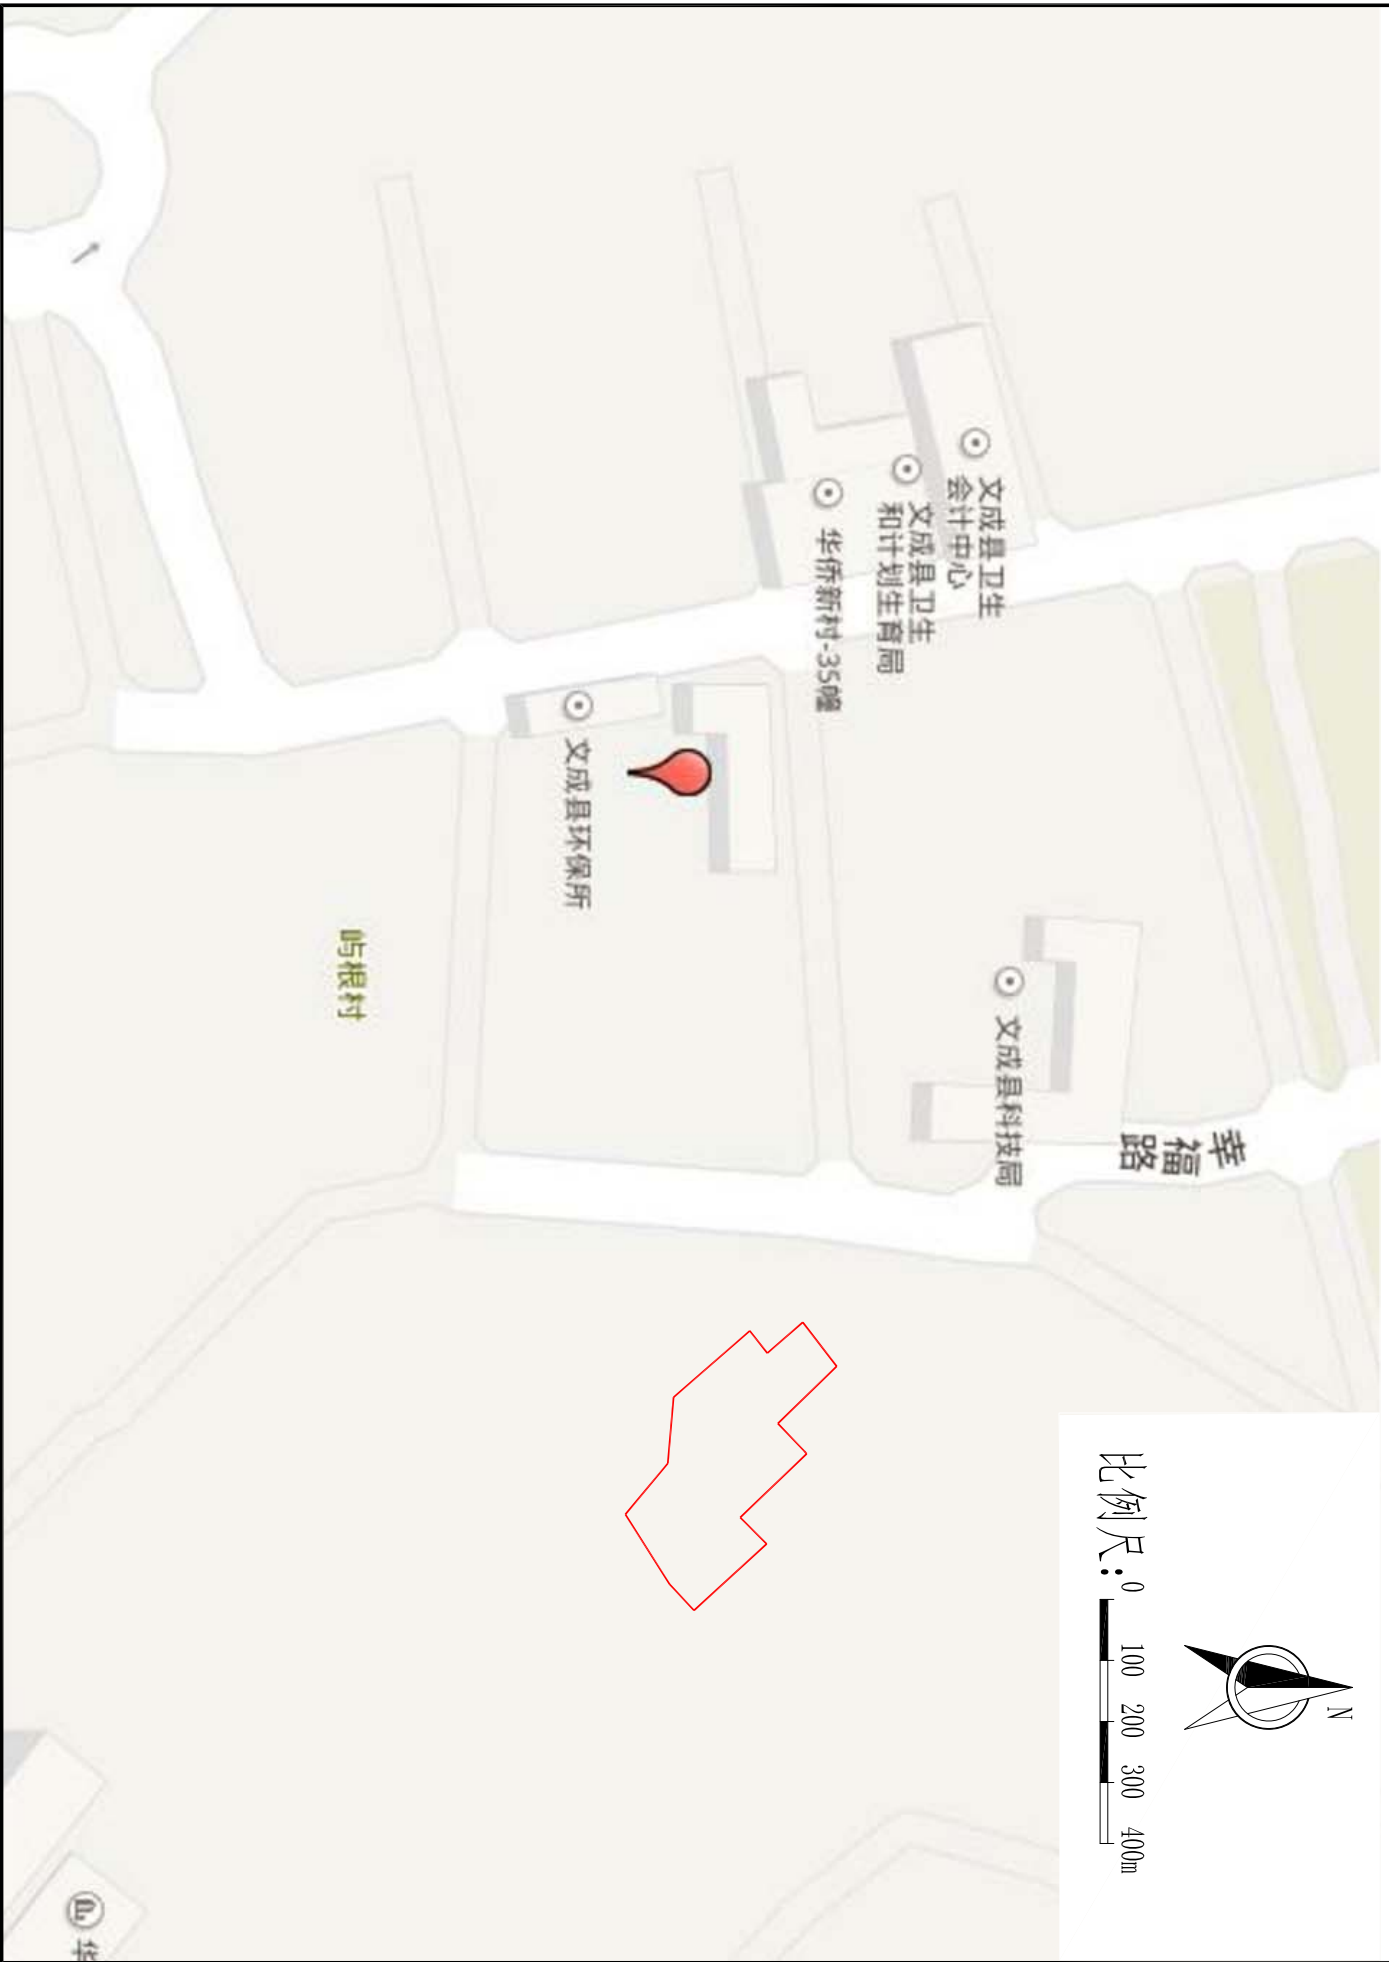 文成县卫生
会计中心
文成县卫生
和计划生育局
华侨新村-35幢
文成县环保所
屿根村
文成县科技局
幸福路
N
比例尺:
0 100 200 300 400m
华